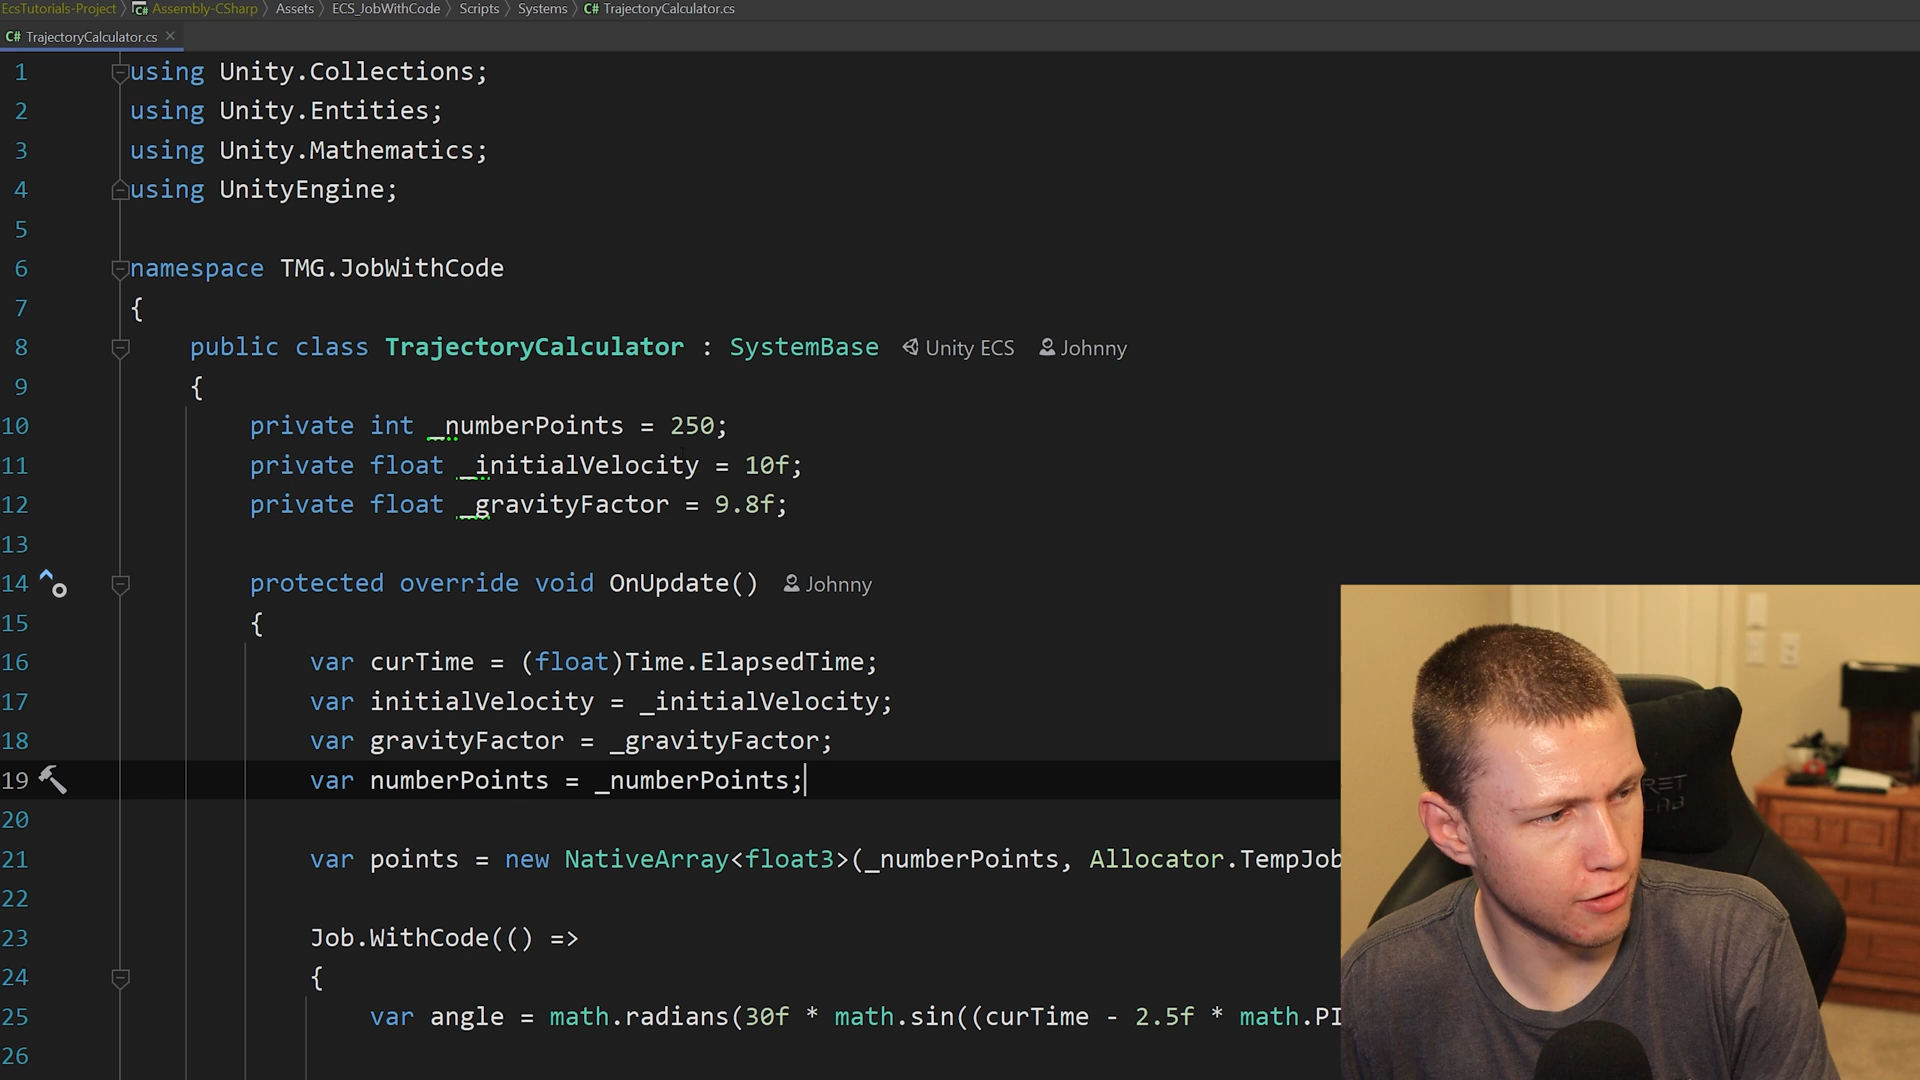 EcsTutorials-Project > Assembly-CSharp > Assets > ECS_JobWithCode > Scripts > Systems > C# TrajectoryCalculator.cs
C# TrajectoryCalculator.cs ×
1 using Unity.Collections;
2 using Unity.Entities;
3 using Unity.Mathematics;
4 using UnityEngine;
5
6 namespace TMG.JobWithCode
7 {
8 public class TrajectoryCalculator : SystemBase Unity ECS Johnny
9 {
10 private int _numberPoints = 250;
11 private float _initialVelocity = 10f;
12 private float _gravityFactor = 9.8f;
13
14 protected override void OnUpdate() Johnny
15 {
16 var curTime = (float)Time.ElapsedTime;
17 var initialVelocity = _initialVelocity;
18 var gravityFactor = _gravityFactor;
19 var numberPoints = _numberPoints;
20
21 var points = new NativeArray<float3>(_numberPoints, Allocator.TempJob
22
23 Job.WithCode(() =>
24 {
25 var angle = math.radians(30f * math.sin((curTime - 2.5f * math.PI
26